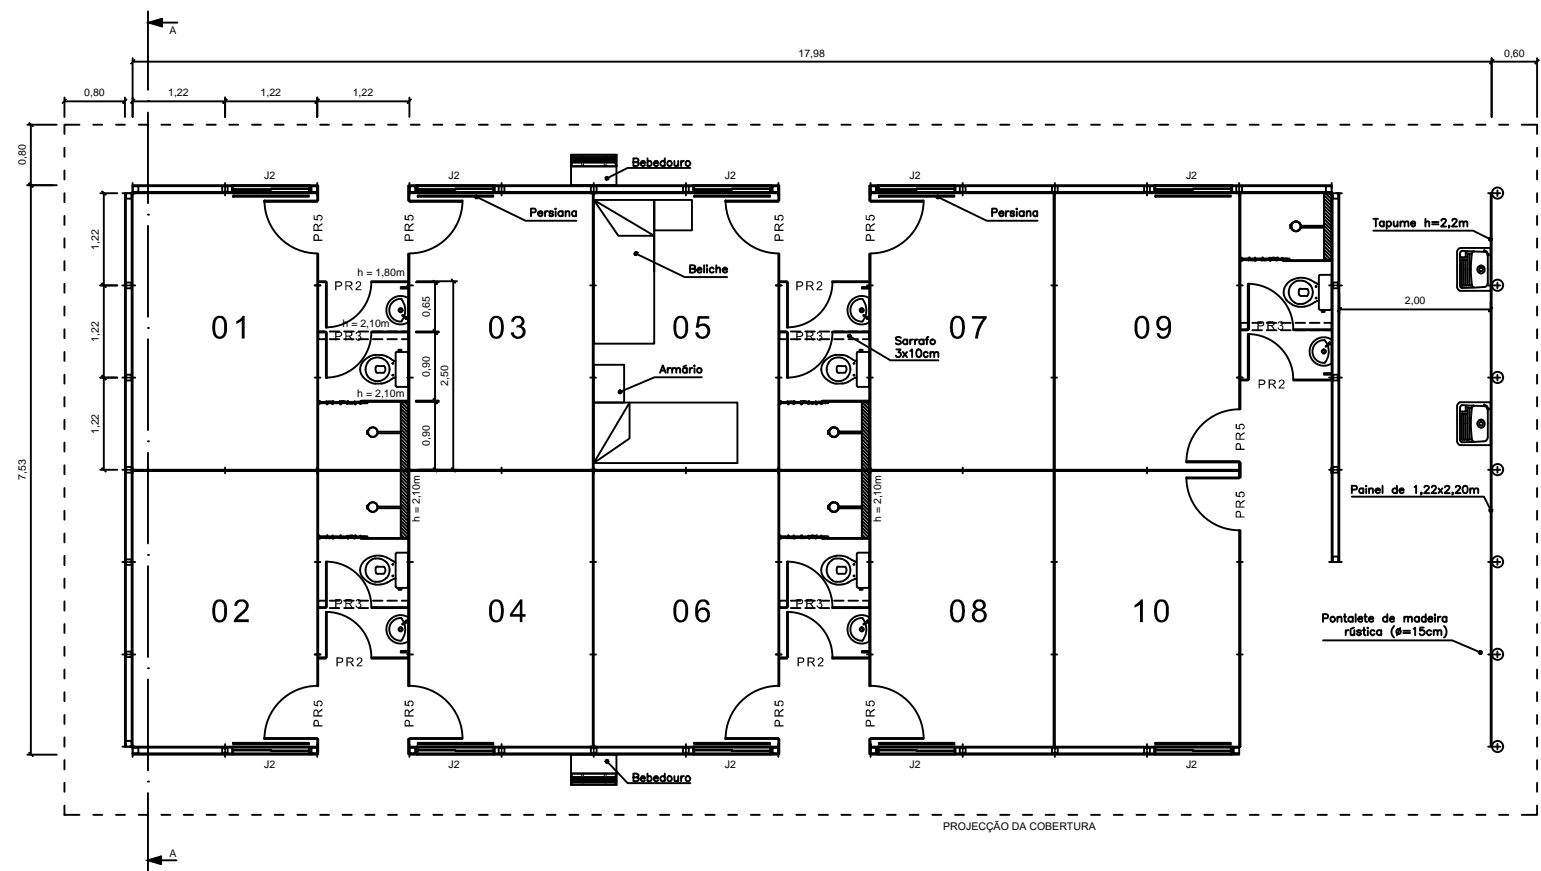 A
17,98
0,60
0,80
1,22
1,22
1,22
0,80
Bebedouro
J2
J2
J2
J2
J2
Persiana
Persiana
PR5
PR5
PR5
PR5
Tapume h=2,2m
1,22
h = 1,80m
Beliche
PR2
PR2
0,65
2,00
01
h = 2,10m
03
05
07
09
PR3
PR3
PR3
1,22
Sarrafo
3x10cm
0,90
2,50
Armário
PR2
h = 2,10m
1,22
0,90
PR5
7,53
h = 2,10m
h = 2,10m
PR5
Painel de 1,22x2,20m
02
04
06
08
10
PR3
PR3
Pontalete de madeira
rústica (ø=15cm)
PR2
PR2
PR5
PR5
PR5
PR5
J2
J2
J2
J2
J2
Bebedouro
PROJECÇÃO DA COBERTURA
A